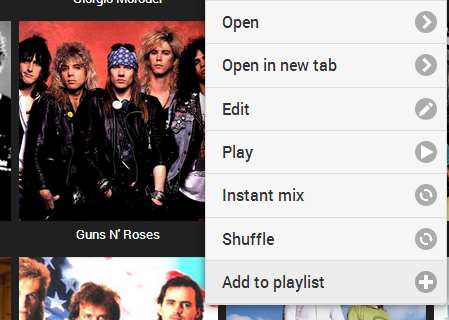 Giorgio Moroder
Open
Open in new tab
Edit
Play
Instant mix
Guns N' Roses
Shuffle
Add to playlist